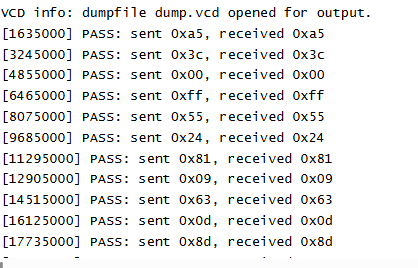 VCD info: dumpfile dump.vcd opened for output.
[1635000] PASS: sent 0xa5, received 0xa5
[3245000] PASS: sent 0x3c, received 0x3c
[4855000] PASS: sent 0x00, received 0x00
[6465000] PASS: sent 0xff, received 0xff
[8075000] PASS: sent 0x55, received 0x55
[9685000] PASS: sent 0x24, received 0x24
[11295000] PASS: sent 0x81, received 0x81
[12905000] PASS: sent 0x09, received 0x09
[14515000] PASS: sent 0x63, received 0x63
[16125000] PASS: sent 0x0d, received 0x0d
[17735000] PASS: sent 0x8d, received 0x8d